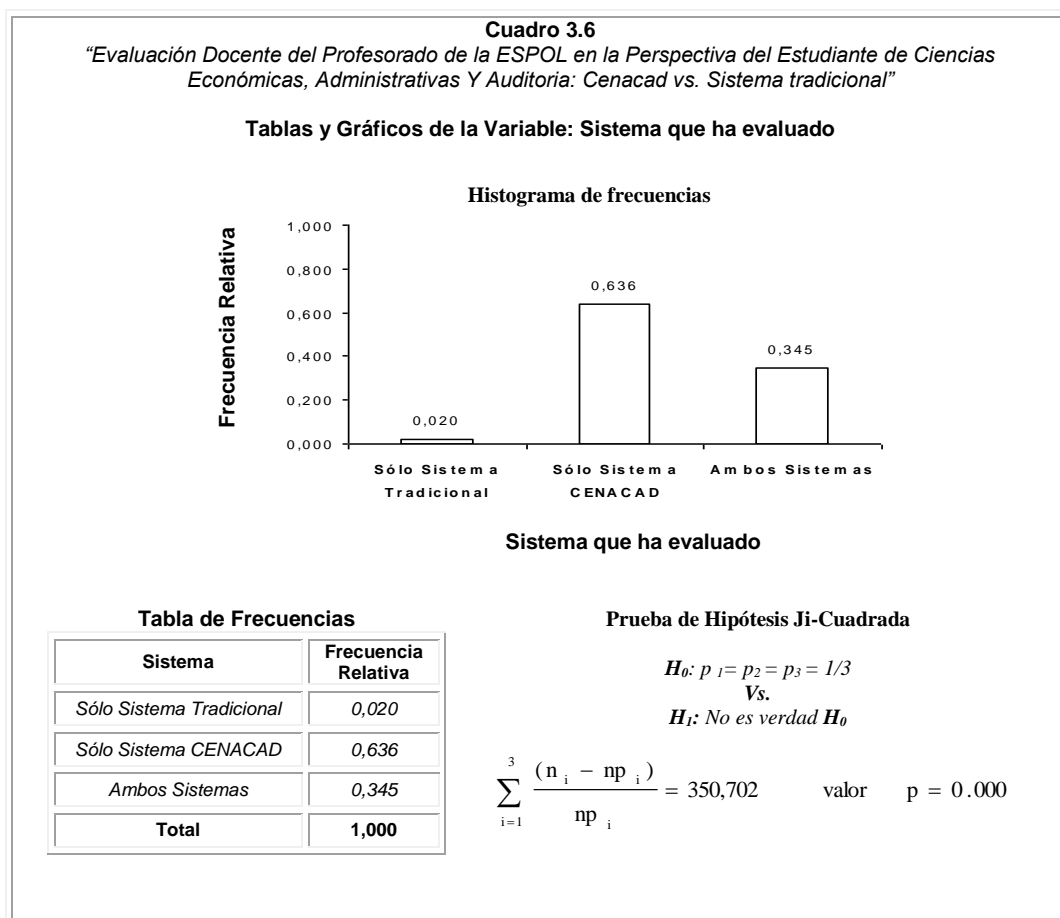 Cuadro 3.6
“Evaluación Docente del Profesorado de la ESPOL en la Perspectiva del Estudiante de Ciencias
Económicas, Administrativas Y Auditoria: Cenacad vs. Sistema tradicional”
Tablas y Gráficos de la Variable: Sistema que ha evaluado
Histograma de frecuencias
Frecuencia Relativa
1,000
0,800
0,600
0,400
0,200
0,000
0,020
0,636
0,345
Sólo Sistema
Tradicional
Sólo Sistema
CENACAD
Ambos Sistemas
Sistema que ha evaluado
Tabla de Frecuencias
Sistema Frecuencia
Relativa
Sólo Sistema Tradicional 0,020
Sólo Sistema CENACAD 0,636
Ambos Sistemas 0,345
Total 1,000
Prueba de Hipótesis Ji-Cuadrada
H₀: p ₁= p₂ = p₃ = 1/3
Vs.
H₁: No es verdad H₀
∑ i=1 3 (n i − np i) / np i = 350,702 valor p = 0.000